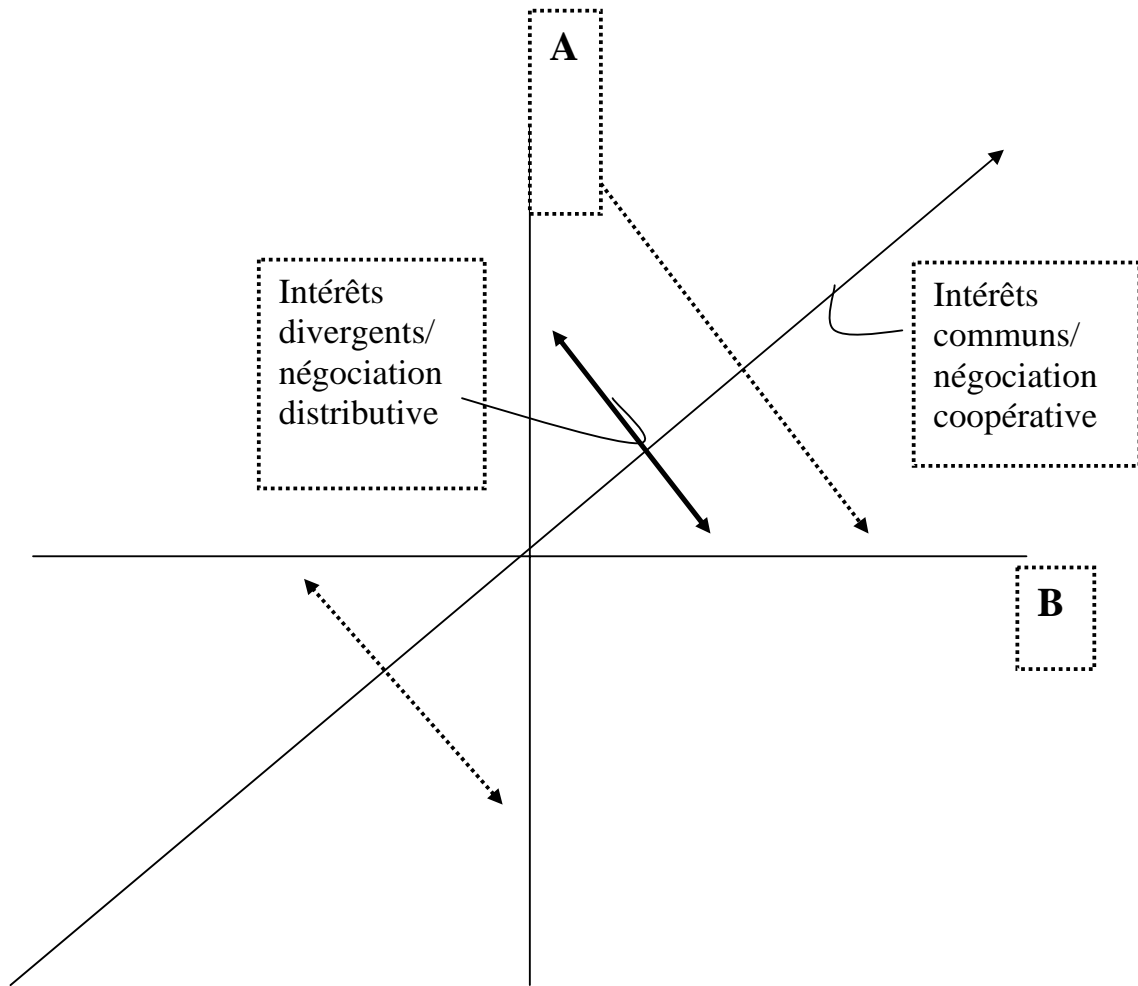 A
Intérêts
divergents/
négociation
distributive
Intérêts
communs/
négociation
coopérative
B